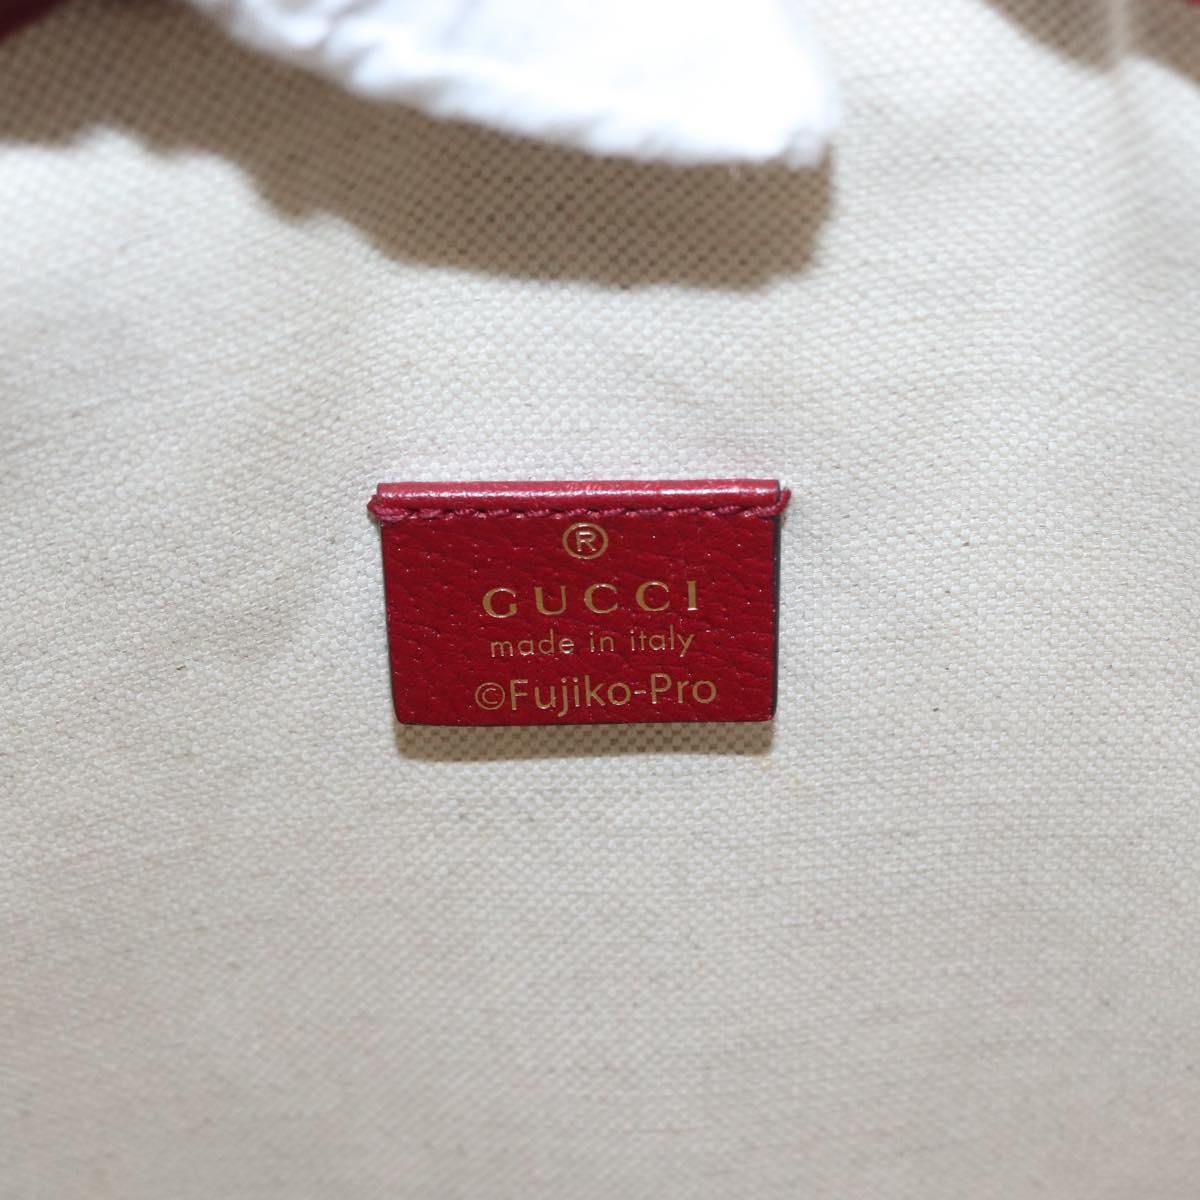 ®
GUCCI
made in italy
©Fujiko-Pro